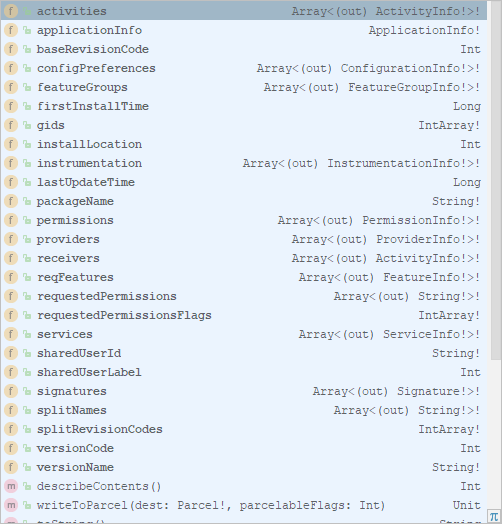 f activities Array<(out) ActivityInfo!>!
f applicationInfo ApplicationInfo!
f baseRevisionCode Int
f configPreferences Array<(out) ConfigurationInfo!>!
f featureGroups Array<(out) FeatureGroupInfo!>!
f firstInstallTime Long
f gids IntArray!
f installLocation Int
f instrumentation Array<(out) InstrumentationInfo!>!
f lastUpdateTime Long
f packageName String!
f permissions Array<(out) PermissionInfo!>!
f providers Array<(out) ProviderInfo!>!
f receivers Array<(out) ActivityInfo!>!
f reqFeatures Array<(out) FeatureInfo!>!
f requestedPermissions Array<(out) String!>!
f requestedPermissionsFlags IntArray!
f services Array<(out) ServiceInfo!>!
f sharedUserId String!
f sharedUserLabel Int
f signatures Array<(out) Signature!>!
f splitNames Array<(out) String!>!
f splitRevisionCodes IntArray!
f versionCode Int
f versionName String!
m describeContents() Int
m writeToParcel(dest: Parcel!, parcelableFlags: Int) Unit
m toString() String
π